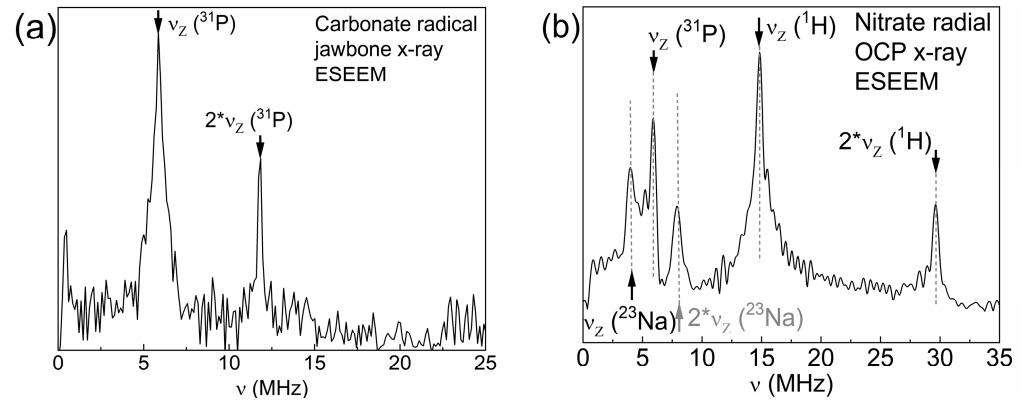 (a)
ν_Z (³¹P)
Carbonate radical
jawbone x-ray
ESEEM
2*ν_Z (³¹P)
0 5 10 15 20 25
ν (MHz)
(b)
ν_Z (³¹P)
ν_Z (¹H)
Nitrate radial
OCP x-ray
ESEEM
2*ν_Z (¹H)
ν_Z (²³Na)
2*ν_Z (²³Na)
0 5 10 15 20 25 30 35
ν (MHz)